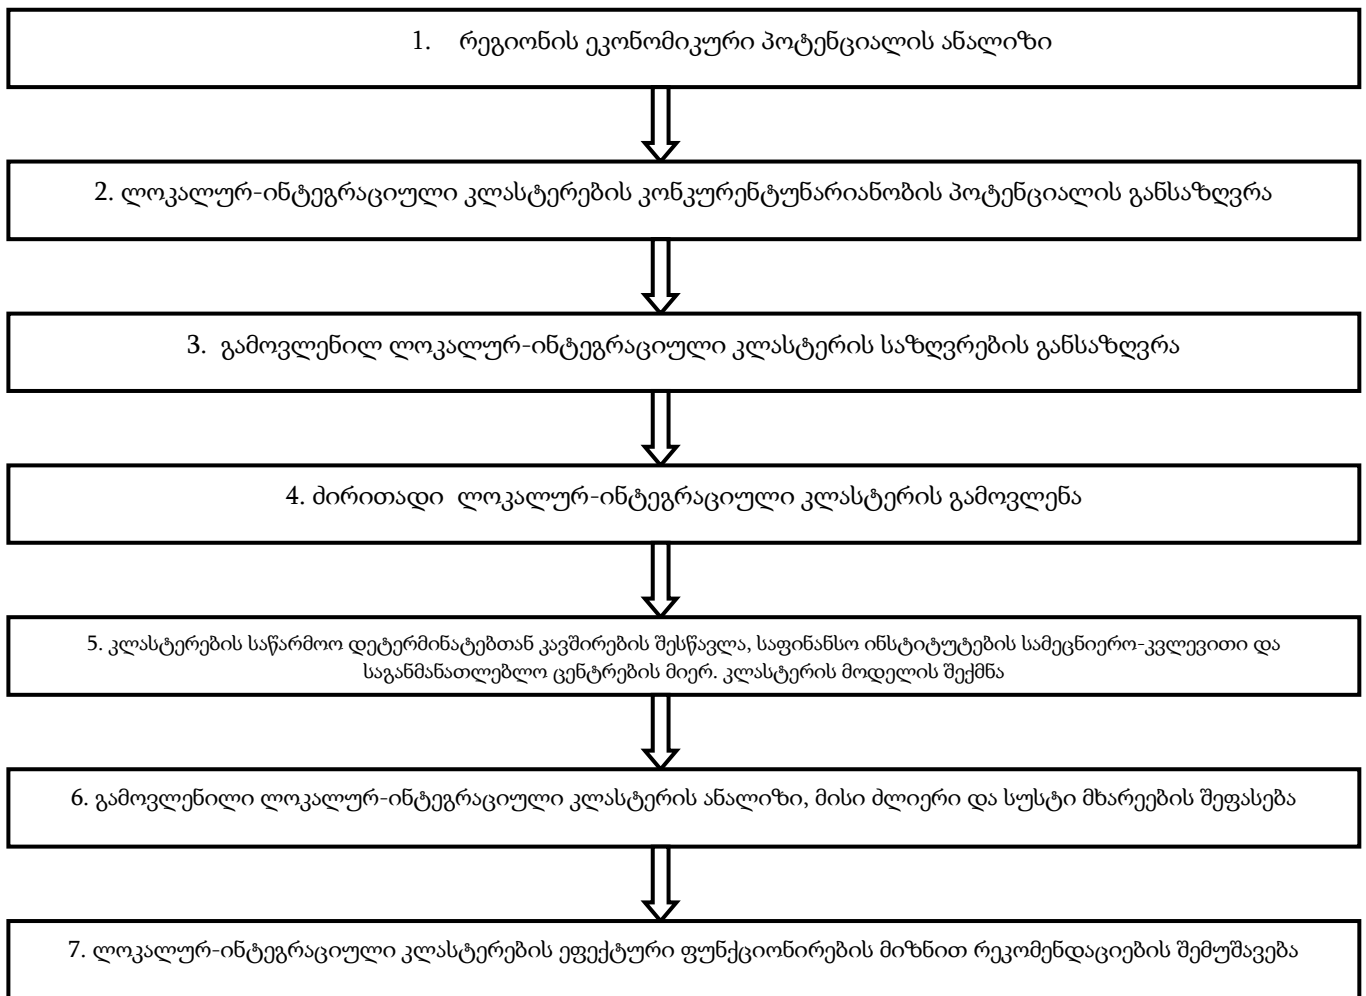 1. რეგიონის ეკონომიკური პოტენციალის ანალიზი
2. ლოკალურ-ინტეგრაციული კლასტერების კონკურენტუნარიანობის პოტენციალის განსაზღვრა
3. გამოვლენილ ლოკალურ-ინტეგრაციული კლასტერის საზღვრების განსაზღვრა
4. ძირითადი ლოკალურ-ინტეგრაციული კლასტერის გამოვლენა
5. კლასტერების საწარმოო დეტერმინატებთან კავშირების შესწავლა, საფინანსო ინსტიტუტების სამეცნიერო-კვლევითი და
საგანმანათლებლო ცენტრების მიერ. კლასტერის მოდელის შექმნა
6. გამოვლენილი ლოკალურ-ინტეგრაციული კლასტერის ანალიზი, მისი ძლიერი და სუსტი მხარეების შეფასება
7. ლოკალურ-ინტეგრაციული კლასტერების ეფექტური ფუნქციონირების მიზნით რეკომენდაციების შემუშავება